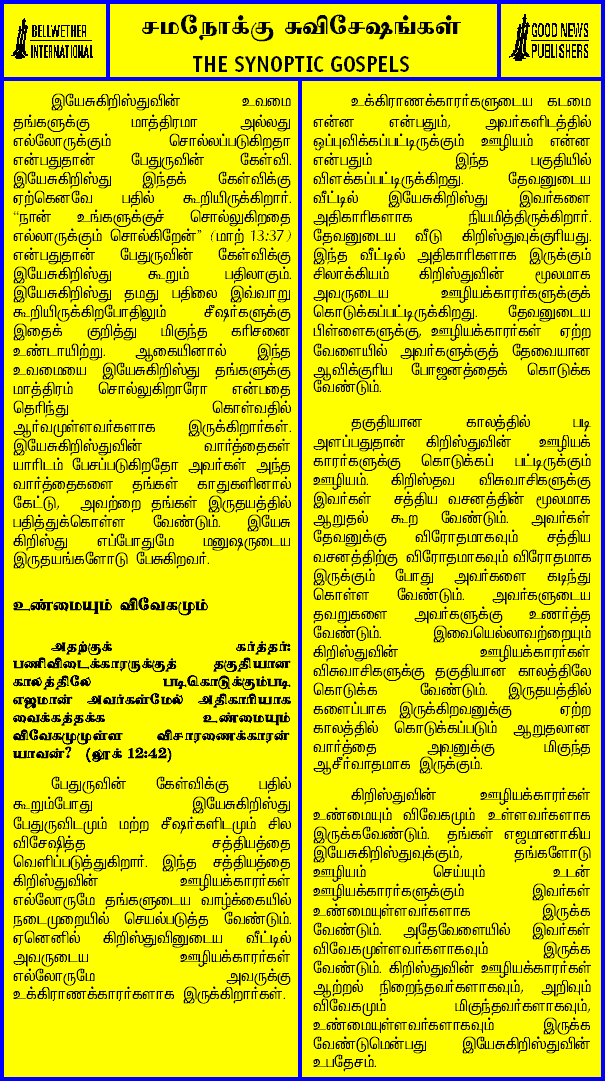 BELLWETHER
INTERNATIONAL
சமநோக்கு சுவிசேஷங்கள்
THE SYNOPTIC GOSPELS
GOOD NEWS
PUBLISHERS
இயேசுகிறிஸ்துவின் உவமை
தங்களுக்கு மாத்திரமா அல்லது
எல்லோருக்கும் சொல்லப்படுகிறதா
என்பதுதான் பேதுருவின் கேள்வி.
இயேசுகிறிஸ்து இந்தக் கேள்விக்கு
ஏற்கெனவே பதில் கூறியிருக்கிறார்.
“நான் உங்களுக்குச் சொல்லுகிறதை
எல்லாருக்கும் சொல்கிறேன்” (மாற் 13:37)
என்பதுதான் பேதுருவின் கேள்விக்கு
இயேசுகிறிஸ்து கூறும் பதிலாகும்.
இயேசுகிறிஸ்து தமது பதிலை இவ்வாறு
கூறியிருக்கிறபோதிலும் சீஷர்களுக்கு
இதைக் குறித்து மிகுந்த கரிசனை
உண்டாயிற்று. ஆகையினால் இந்த
உவமையை இயேசுகிறிஸ்து தங்களுக்கு
மாத்திரம் சொல்லுகிறாரோ என்பதை
தெரிந்து கொள்வதில்
ஆர்வமுள்ளவர்களாக இருக்கிறார்கள்.
இயேசுகிறிஸ்துவின் வார்த்தைகள்
யாரிடம் பேசப்படுகிறதோ அவர்கள் அந்த
வார்த்தைகளை தங்கள் காதுகளினால்
கேட்டு, அவற்றை தங்கள் இருதயத்தில்
பதித்துக்கொள்ள வேண்டும். இயேசு
கிறிஸ்து எப்போதுமே மனுஷருடைய
இருதயங்களோடு பேசுகிறவர்.
உண்மையும் விவேகமும்
அதற்குக் கர்த்தர்:
பணிவிடைக்காரருக்குத் தகுதியான
காலத்திலே படிகொடுக்கும்படி
எஜமான் அவர்கள்மேல் அதிகாரியாக
வைக்கத்தக்க உண்மையும்
விவேகமுமுள்ள விசாரணைக்காரன்
யாவன்? (லூக் 12:42)
பேதுருவின் கேள்விக்கு பதில்
கூறும்போது இயேசுகிறிஸ்து
பேதுருவிடமும் மற்ற சீஷர்களிடமும் சில
விசேஷித்த சத்தியத்தை
வெளிப்படுத்துகிறார். இந்த சத்தியத்தை
கிறிஸ்துவின் ஊழியக்காரர்கள்
எல்லோருமே தங்களுடைய வாழ்க்கையில்
நடைமுறையில் செயல்படுத்த வேண்டும்.
ஏனெனில் கிறிஸ்துவினுடைய வீட்டில்
அவருடைய ஊழியக்காரர்கள்
எல்லோருமே அவருக்கு
உக்கிராணக்காரர்களாக இருக்கிறார்கள்.
உக்கிராணக்காரர்களுடைய கடமை
என்ன என்பதும், அவர்களிடத்தில்
ஒப்புவிக்கப்பட்டிருக்கும் ஊழியம் என்ன
என்பதும் இந்த பகுதியில்
விளக்கப்பட்டிருக்கிறது. தேவனுடைய
வீட்டில் இயேசுகிறிஸ்து இவர்களை
அதிகாரிகளாக நியமித்திருக்கிறார்.
தேவனுடைய வீடு கிறிஸ்துவுக்குரியது.
இந்த வீட்டில் அதிகாரிகளாக இருக்கும்
சிலாக்கியம் கிறிஸ்துவின் மூலமாக
அவருடைய ஊழியக்காரர்களுக்குக்
கொடுக்கப்பட்டிருக்கிறது. தேவனுடைய
பிள்ளைகளுக்கு, ஊழியக்காரர்கள் ஏற்ற
வேளையில் அவர்களுக்குத் தேவையான
ஆவிக்குரிய போஜனத்தைக் கொடுக்க
வேண்டும்.
தகுதியான காலத்தில் படி
அளப்பதுதான் கிறிஸ்துவின் ஊழியக்
காரர்களுக்கு கொடுக்கப் பட்டிருக்கும்
ஊழியம். கிறிஸ்தவ விசுவாசிகளுக்கு
இவர்கள் சத்திய வசனத்தின் மூலமாக
ஆறுதல் கூற வேண்டும். அவர்கள்
தேவனுக்கு விரோதமாகவும் சத்திய
வசனத்திற்கு விரோதமாகவும் விரோதமாக
இருக்கும் போது அவர்களை கடிந்து
கொள்ள வேண்டும். அவர்களுடைய
தவறுகளை அவர்களுக்கு உணர்த்த
வேண்டும். இவையெல்லாவற்றையும்
கிறிஸ்துவின் ஊழியக்காரர்கள்
விசுவாசிகளுக்கு தகுதியான காலத்திலே
கொடுக்க வேண்டும். இருதயத்தில்
களைப்பாக இருக்கிறவனுக்கு ஏற்ற
காலத்தில் கொடுக்கப்படும் ஆறுதலான
வார்த்தை அவனுக்கு மிகுந்த
ஆசீர்வாதமாக இருக்கும்.
கிறிஸ்துவின் ஊழியக்காரர்கள்
உண்மையும் விவேகமும் உள்ளவர்களாக
இருக்கவேண்டும். தங்கள் எஜமானாகிய
இயேசுகிறிஸ்துவுக்கும், தங்களோடு
ஊழியம் செய்யும் உடன்
ஊழியக்காரர்களுக்கும் இவர்கள்
உண்மையுள்ளவர்களாக இருக்க
வேண்டும். அதேவேளையில் இவர்கள்
விவேகமுள்ளவர்களாகவும் இருக்க
வேண்டும். கிறிஸ்துவின் ஊழியக்காரர்கள்
ஆற்றல் நிறைந்தவர்களாகவும், அறிவும்
விவேகமும் மிகுந்தவர்களாகவும்,
உண்மையுள்ளவர்களாகவும் இருக்க
வேண்டுமென்பது இயேசுகிறிஸ்துவின்
உபதேசம்.